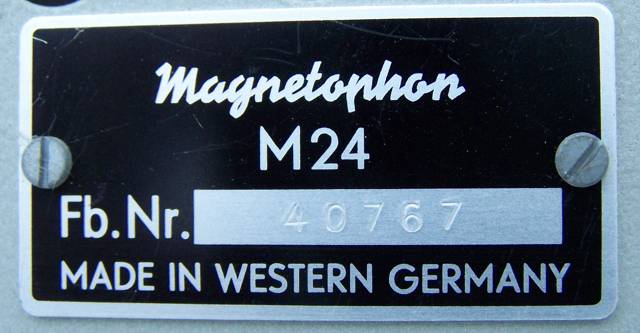 Magnetophon
M24
Fb.Nr. 40767
MADE IN WESTERN GERMANY